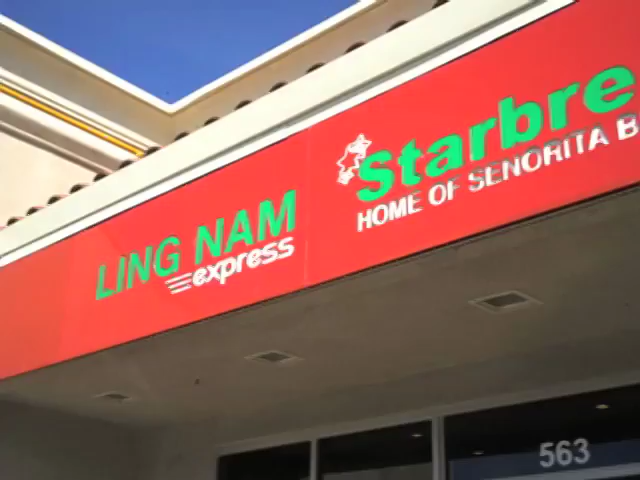 LING NAM
express
Starbre
HOME OF SENORITA B
563